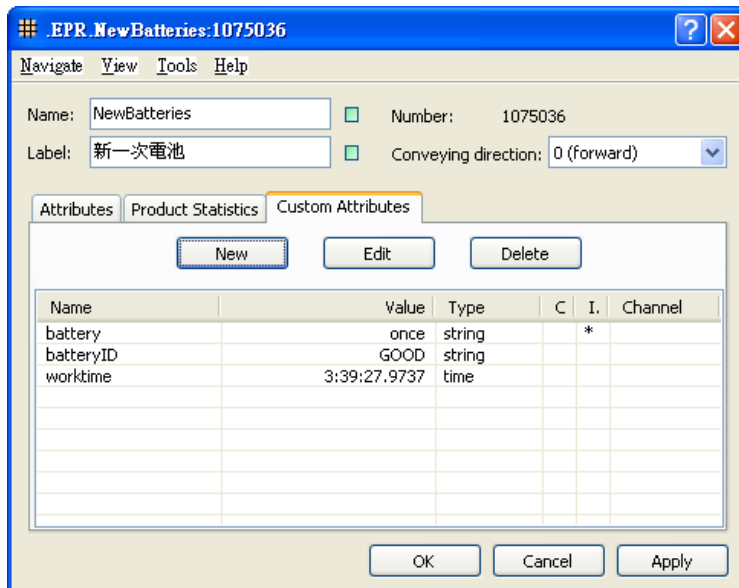 .EPR.NewBatteries:1075036
Navigate View Tools Help
Name: NewBatteries Number: 1075036
Label: 新一次電池 Conveying direction: 0 (forward)
Attributes Product Statistics Custom Attributes
New Edit Delete
Name Value Type C I. Channel
battery once string *
batteryID GOOD string
worktime 3:39:27.9737 time
OK Cancel Apply